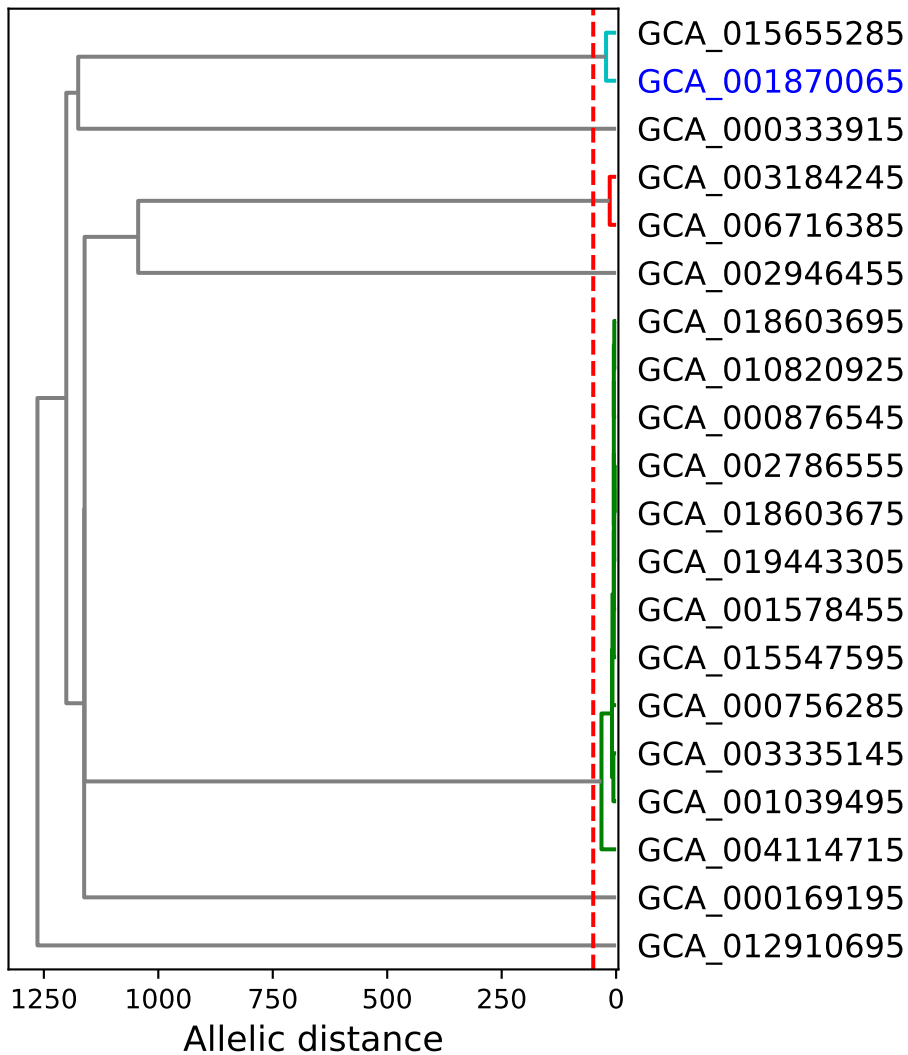 GCA_015655285
GCA_001870065
GCA_000333915
GCA_003184245
GCA_006716385
GCA_002946455
GCA_018603695
GCA_010820925
GCA_000876545
GCA_002786555
GCA_018603675
GCA_019443305
GCA_001578455
GCA_015547595
GCA_000756285
GCA_003335145
GCA_001039495
GCA_004114715
GCA_000169195
GCA_012910695
1250 1000 750 500 250 0
Allelic distance